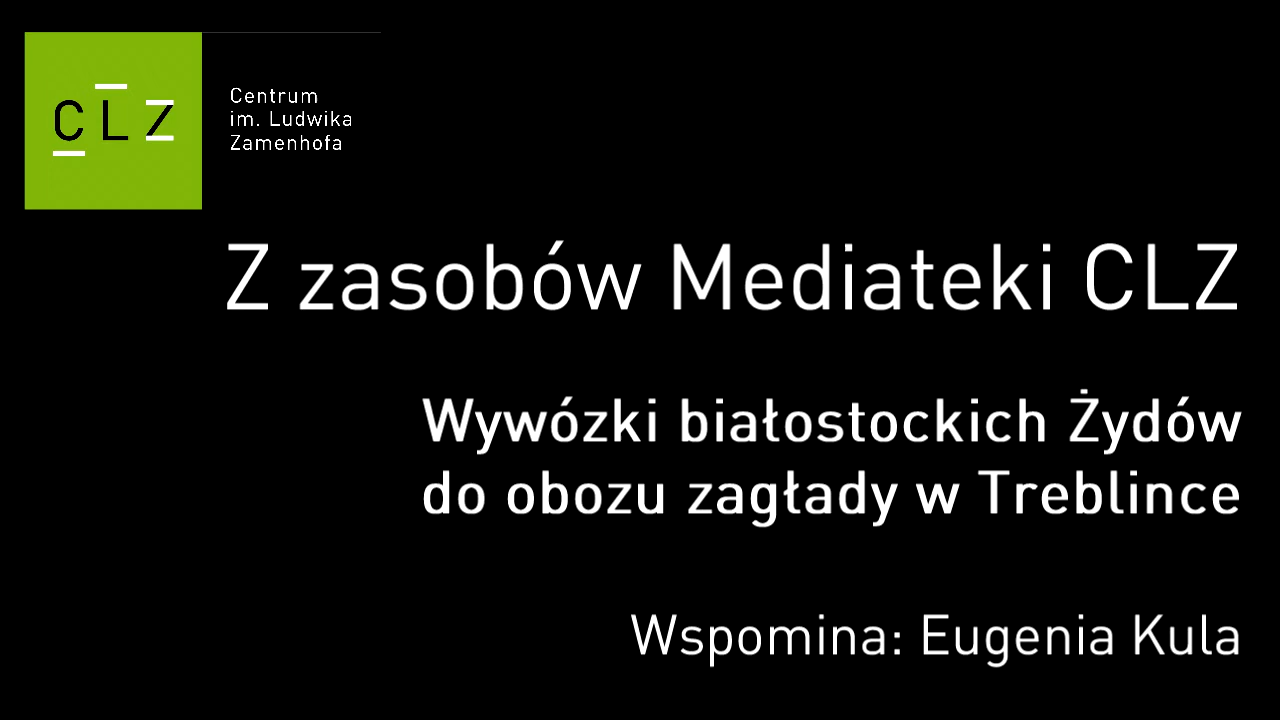 CLZ
Centrum
im. Ludwika
Zamenhofa
Z zasobów Mediateki CLZ
Wywózki białostockich Żydów
do obozu zagłady w Treblince
Wspomina: Eugenia Kula